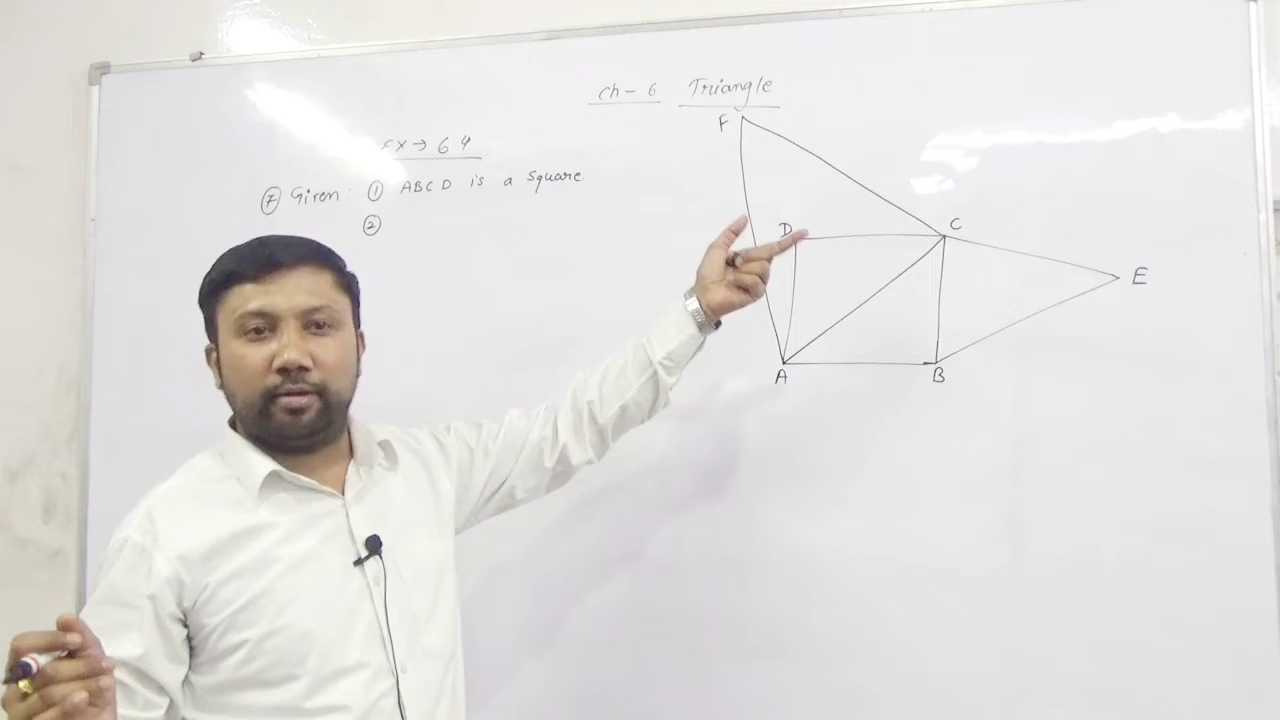 Ch - 6 Triangle
EX → 6 4
⑦ Given: ① ABCD is a square.
②
F
D
C
E
A
B